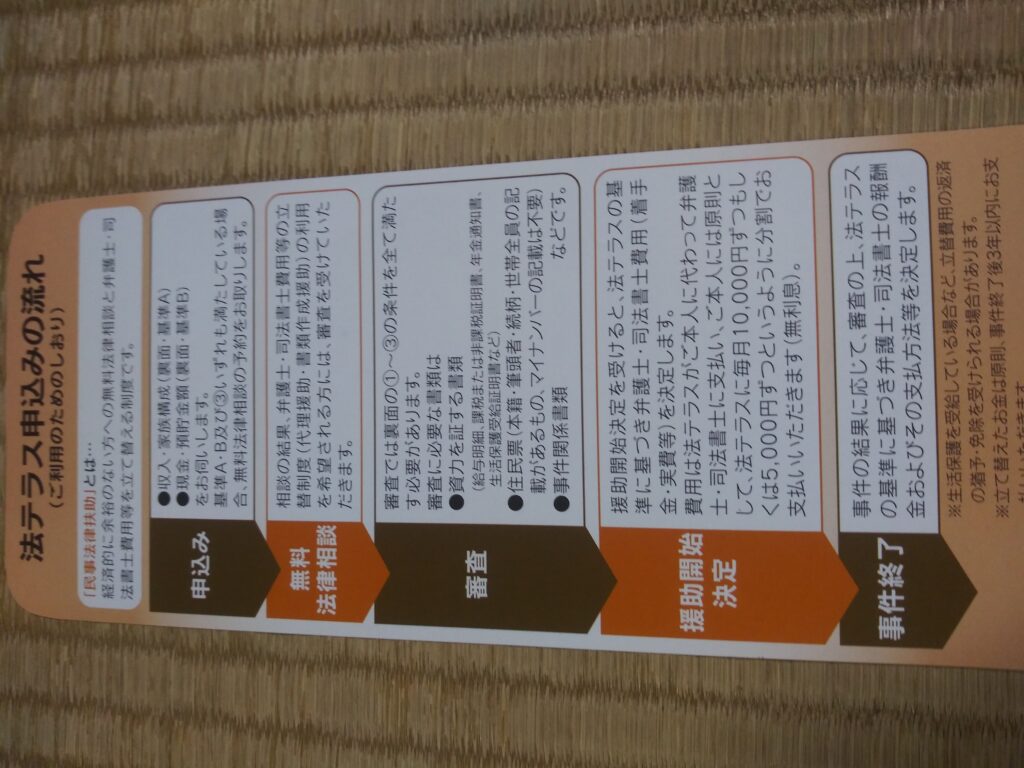 法テラス申込みの流れ
(ご利用のためのしおり)
「民事法律扶助」とは…
経済的に余裕のない方への無料法律相談と弁護士・司
法書士費用等を立て替える制度です。
申込み
●収入・家族構成(裏面・基準A)
●現金・預貯金額(裏面・基準B)
をお伺いします。
基準A・B及び③いずれも満たしている場
合、無料法律相談の予約をお取りします。
無料
法律相談
相談の結果、弁護士・司法書士費用等の立
替制度(代理援助・書類作成援助)の利用
を希望される方には、審査を受けていた
だきます。
審査
審査では裏面の①~③の条件を全て満た
す必要があります。
審査に必要な書類は
●資力を証する書類
(給与明細、課税または非課税証明書、年金通知書、
生活保護受給証明書など)
●住民票(本籍・筆頭者・続柄・世帯全員の記
載があるもの、マイナンバーの記載は不要)
●事件関係書類 などです。
援助開始
決定
援助開始決定を受けると、法テラスの基
準に基づき弁護士・司法書士費用(着手
金・実費等)を決定します。
費用は法テラスがご本人に代わって弁護
士・司法書士に支払い、ご本人には原則と
して、法テラスに毎月10,000円ずつもし
くは5,000円ずつというように分割でお
支払いいただきます(無利息)。
事件終了
事件の結果に応じて、審査の上、法テラス
の基準に基づき弁護士・司法書士の報酬
金およびその支払方法等を決定します。
※生活保護を受給している場合など、立替費用の返済
の猶予・免除を受けられる場合があります。
※立て替えたお金は原則、事件終了後3年以内にお支
払いいただきます